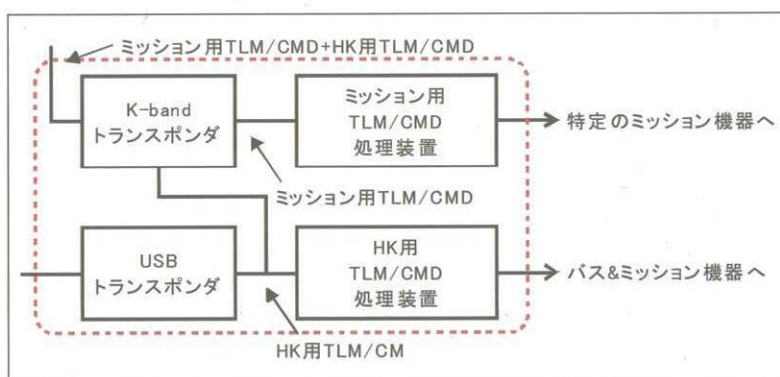 ミッション用TLM/CMD+HK用TLM/CMD
K-band
トランスポンダ
ミッション用
TLM/CMD
処理装置
特定のミッション機器へ
ミッション用TLM/CMD
USB
トランスポンダ
HK用
TLM/CMD
処理装置
バス&ミッション機器へ
HK用TLM/CM